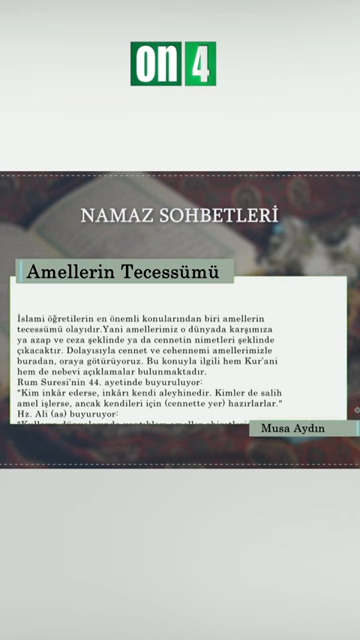 on4
NAMAZ SOHBETLERİ
Amellerin Tecessümü
İslami öğretilerin en önemli konularından biri amellerin
tecessümü olayıdır.Yani amellerimiz o dünyada karşımıza
ya azap ve ceza şeklinde ya da cennetin nimetleri şeklinde
çıkacaktır. Dolayısıyla cennet ve cehennemi amellerimizle
buradan, oraya götürüyoruz. Bu konuyla ilgili hem Kur'ani
hem de nebevi açıklamalar bulunmaktadır.
Rum Suresi'nin 44. ayetinde buyuruluyor:
"Kim inkâr ederse, inkârı kendi aleyhinedir. Kimler de salih
amel işlerse, ancak kendileri için (cennette yer) hazırlarlar."
Hz. Ali (as) buyuruyor:
Musa Aydın